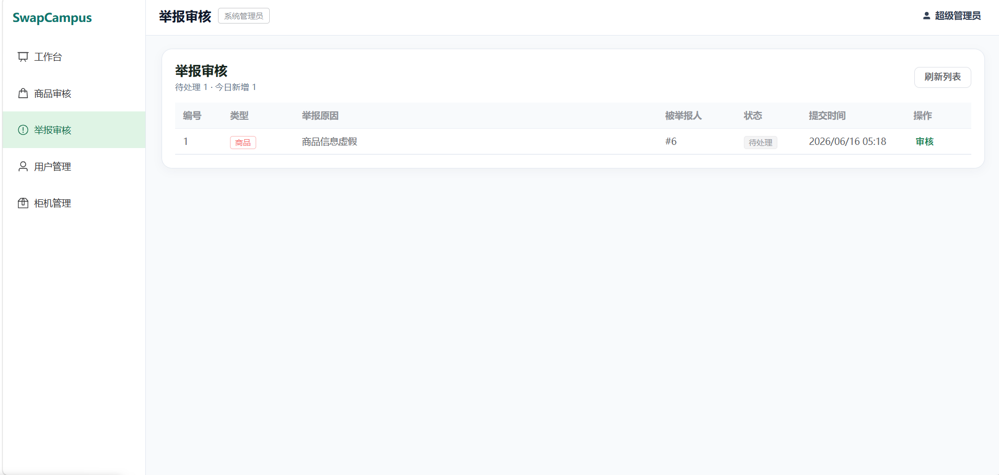 SwapCampus
工作台
商品审核
举报审核
用户管理
柜机管理
举报审核 系统管理员
超级管理员
举报审核
待处理 1 · 今日新增 1
刷新列表
编号 类型 举报原因 被举报人 状态 提交时间 操作
1 商品 商品信息虚假 #6 待处理 2026/06/16 05:18 审核